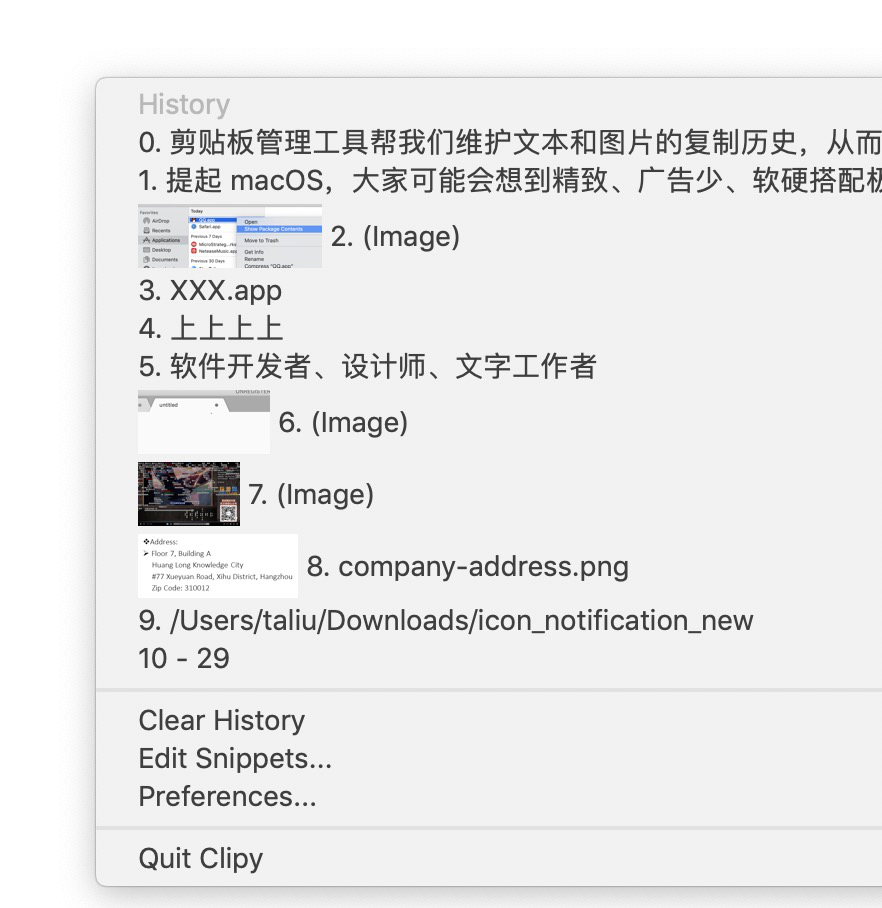 History
0. 剪贴板管理工具帮我们维护文本和图片的复制历史，从而
1. 提起 macOS，大家可能会想到精致、广告少、软硬搭配极
Favorites
Today
AirDrop
QQ.app
Open
Recents
Safari.app
Show Package Contents
Applications
Previous 7 Days
Move to Trash
Desktop
MicroStrateg...rk
Get Info
Documents
NeteaseMusic.app
Rename
Previous 30 Days
Compress "QQ.app"
2. (Image)
3. XXX.app
4. 上上上上
5. 软件开发者、设计师、文字工作者
UNREGISTER
untitled
6. (Image)
7. (Image)
❖Address:
➢ Floor 7, Building A
Huang Long Knowledge City
#77 Xueyuan Road, Xihu District, Hangzhou
Zip Code: 310012
8. company-address.png
9. /Users/taliu/Downloads/icon_notification_new
10 - 29
Clear History
Edit Snippets...
Preferences...
Quit Clipy